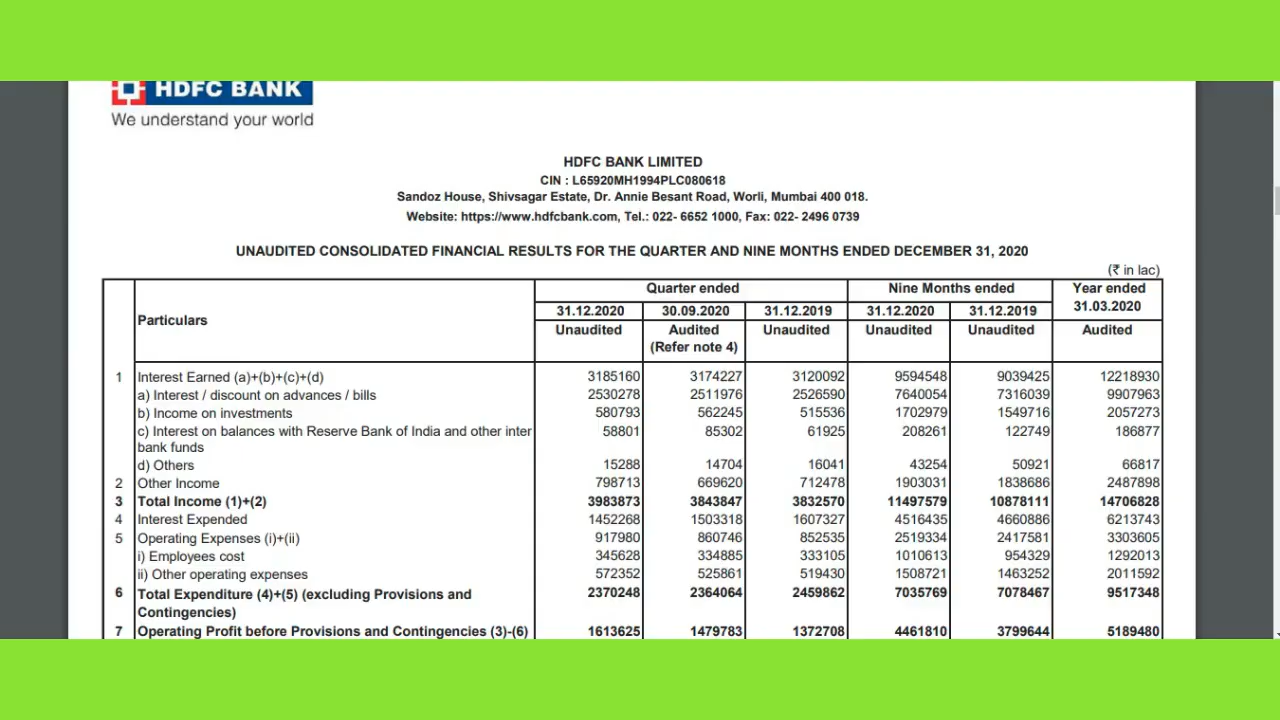 HDFC BANK
We understand your world
HDFC BANK LIMITED
CIN : L65920MH1994PLC080618
Sandoz House, Shivsagar Estate, Dr. Annie Besant Road, Worli, Mumbai 400 018.
Website: https://www.hdfcbank.com, Tel.: 022- 6652 1000, Fax: 022- 2496 0739
UNAUDITED CONSOLIDATED FINANCIAL RESULTS FOR THE QUARTER AND NINE MONTHS ENDED DECEMBER 31, 2020
(₹ in lac)
Particulars Quarter ended Nine Months ended Year ended
31.12.2020 30.09.2020 31.12.2019 31.12.2020 31.12.2019 31.03.2020
Unaudited Audited Unaudited Unaudited Unaudited Audited
(Refer note 4)
1 Interest Earned (a)+(b)+(c)+(d) 3185160 3174227 3120092 9594548 9039425 12218930
a) Interest / discount on advances / bills 2530278 2511976 2526590 7640054 7316039 9907963
b) Income on investments 580793 562245 515536 1702979 1549716 2057273
c) Interest on balances with Reserve Bank of India and other inter 58801 85302 61925 208261 122749 186877
bank funds
d) Others 15288 14704 16041 43254 50921 66817
2 Other Income 798713 669620 712478 1903031 1838686 2487898
3 Total Income (1)+(2) 3983873 3843847 3832570 11497579 10878111 14706828
4 Interest Expended 1452268 1503318 1607327 4516435 4660886 6213743
5 Operating Expenses (i)+(ii) 917980 860746 852535 2519334 2417581 3303605
i) Employees cost 345628 334885 333105 1010613 954329 1292013
ii) Other operating expenses 572352 525861 519430 1508721 1463252 2011592
6 Total Expenditure (4)+(5) (excluding Provisions and 2370248 2364064 2459862 7035769 7078467 9517348
Contingencies)
7 Operating Profit before Provisions and Contingencies (3)-(6) 1613625 1479783 1372708 4461810 3799644 5189480